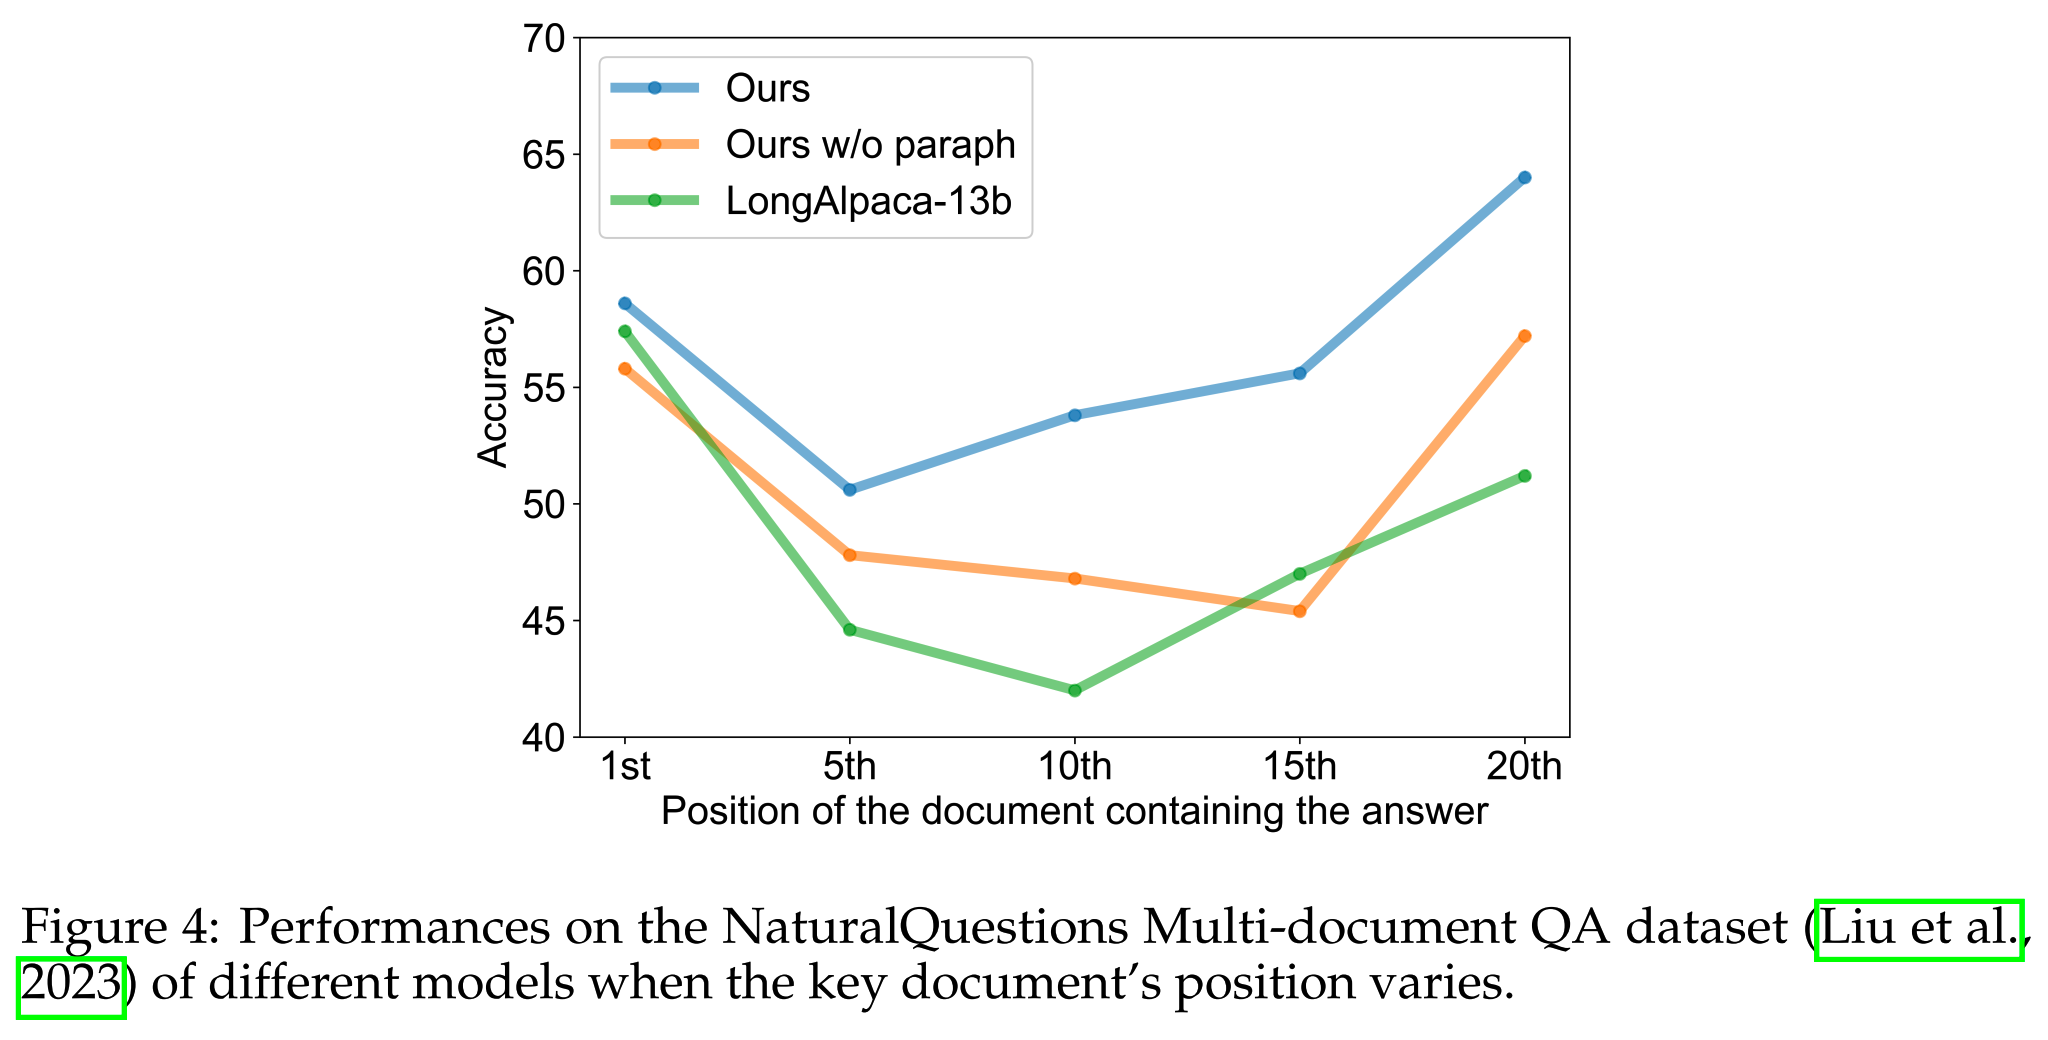 70
65
60
55
50
45
40
Accuracy
Ours
Ours w/o paraph
LongAlpaca-13b
1st 5th 10th 15th 20th
Position of the document containing the answer
Figure 4: Performances on the NaturalQuestions Multi-document QA dataset (Liu et al.,
2023) of different models when the key document’s position varies.